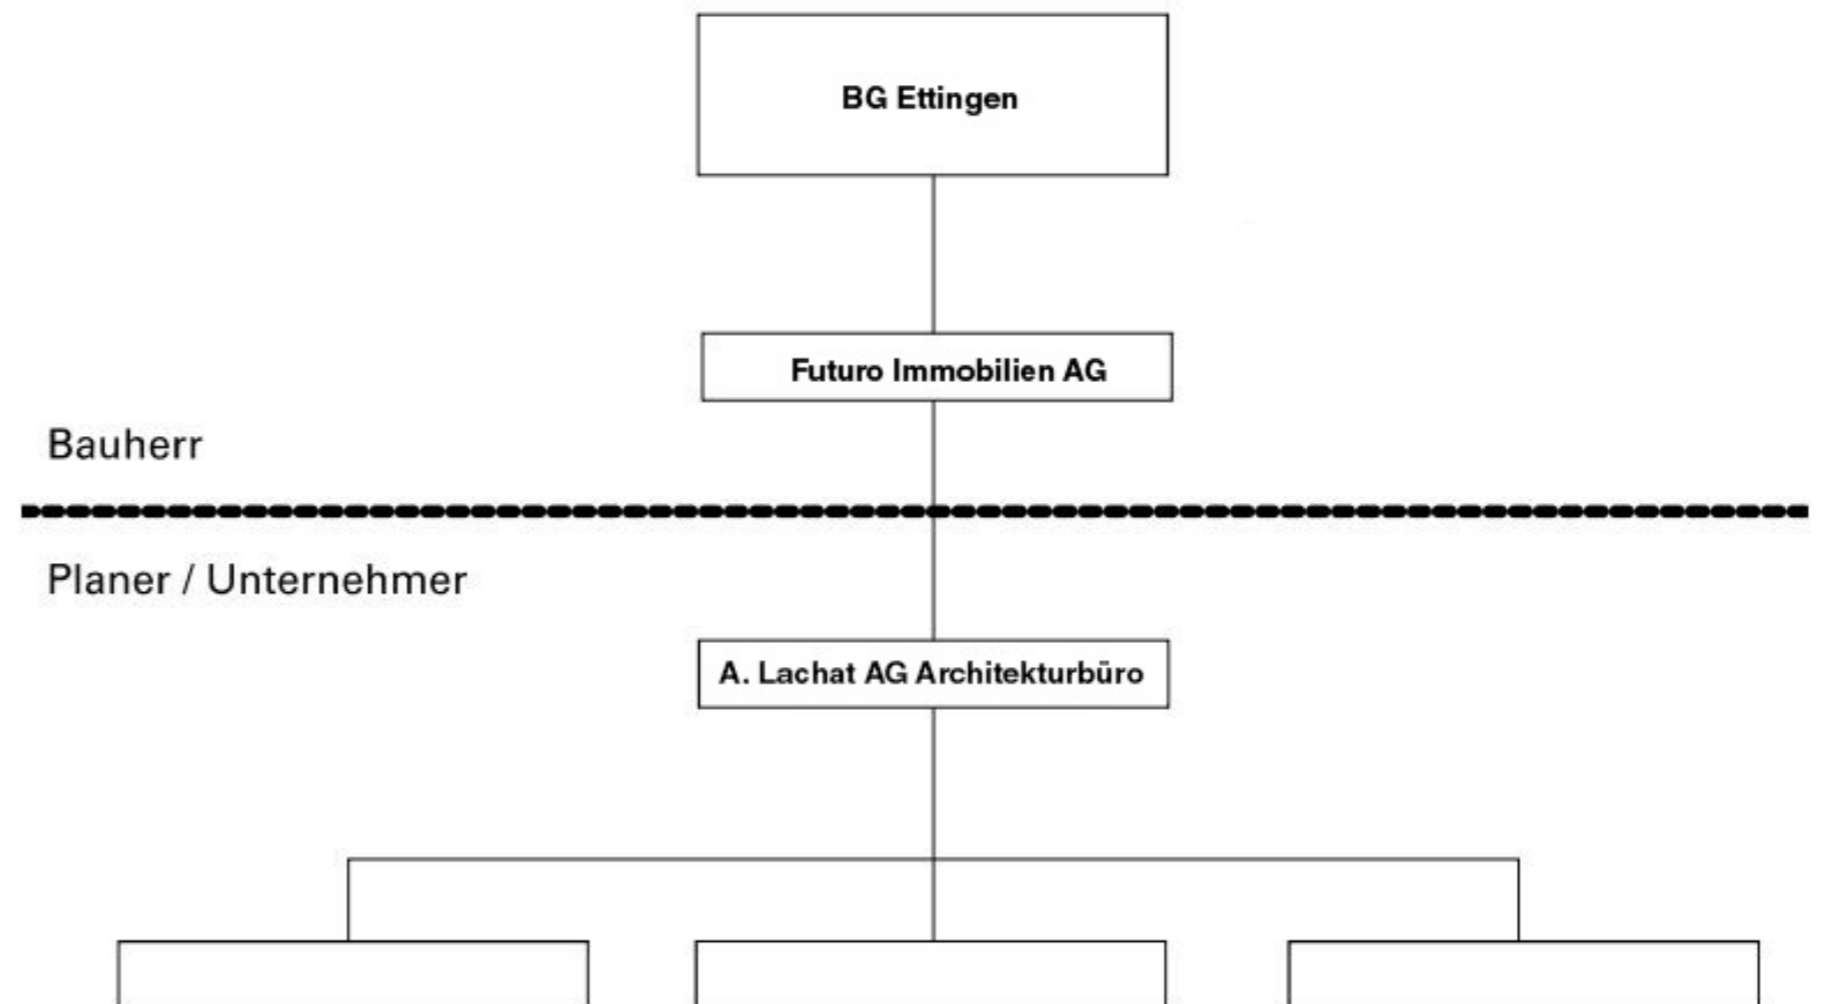 BG Ettingen
Futuro Immobilien AG
Bauherr
Planer / Unternehmer
A. Lachat AG Architekturbüro